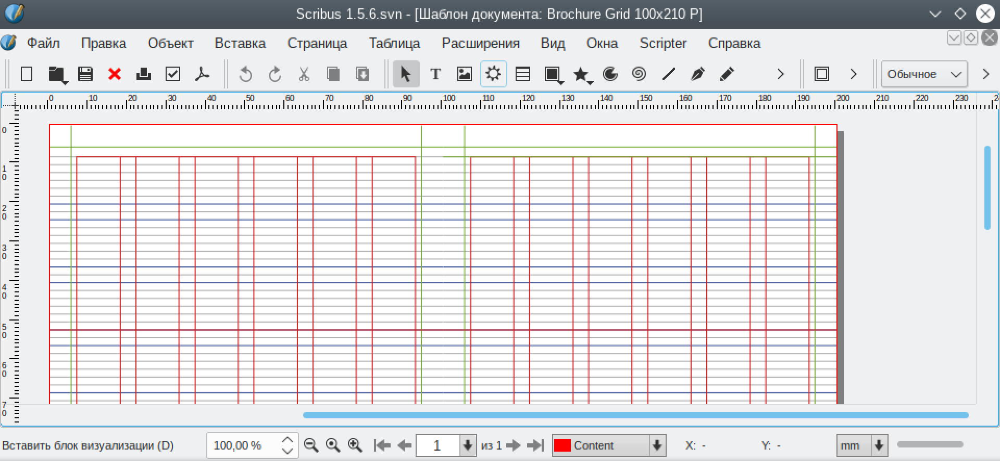 Scribus 1.5.6.svn - [Шаблон документа: Brochure Grid 100x210 P]
Файл Правка Объект Вставка Страница Таблица Расширения Вид Окна Scripter Справка
T Обычное
0 10 20 30 40 50 60 70 80 90 100 110 120 130 140 150 160 170 180 190 200 210 220 230
0
10
20
30
40
50
60
70
Вставить блок визуализации (D) 100,00 % 1 из 1 Content X: - Y: - mm